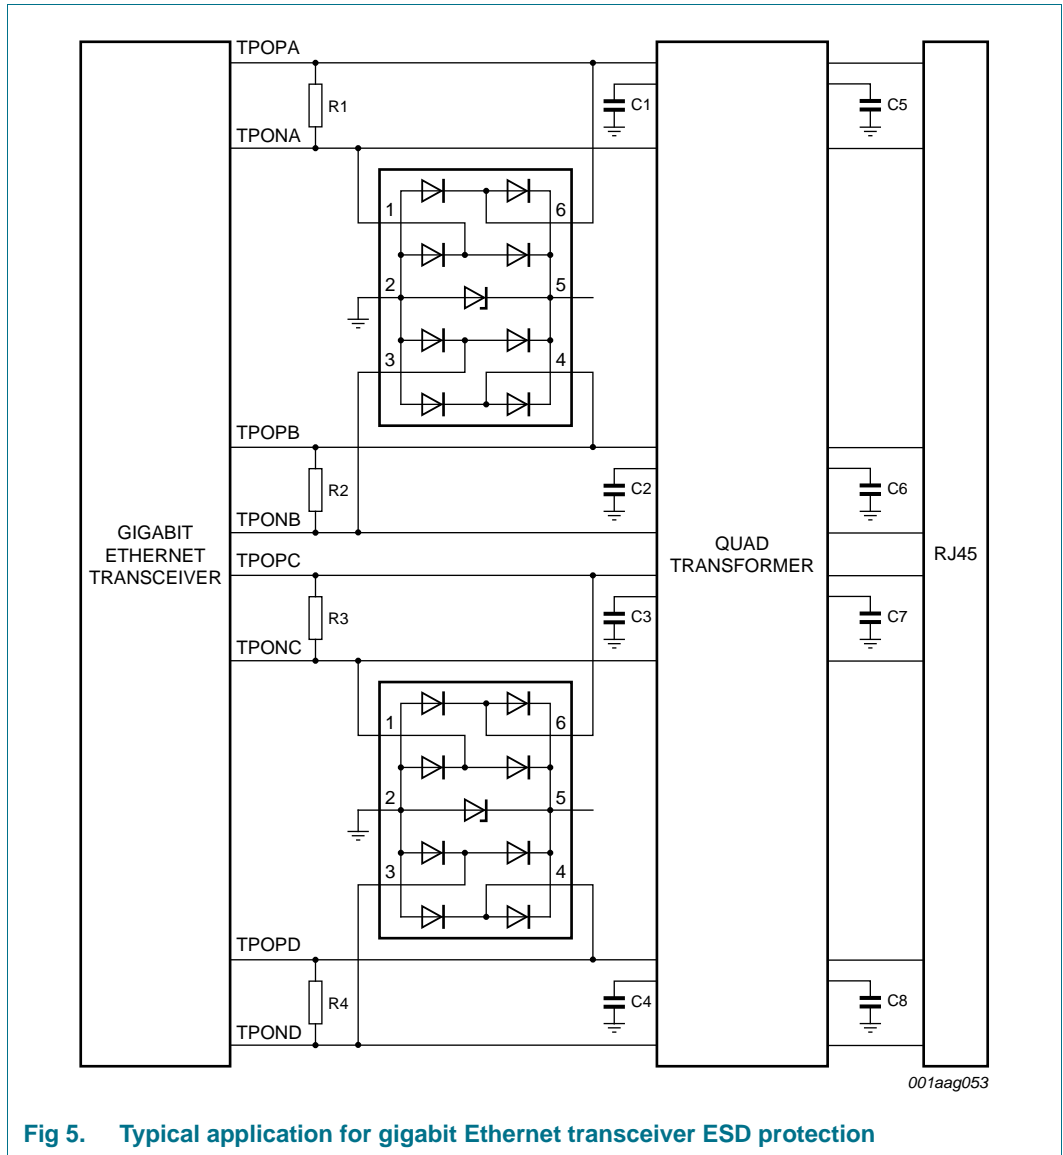 TPOPA
R1
C1
C5
TPONA
1
6
2
5
3
4
TPOPB
R2
C2
C6
TPONB
GIGABIT
ETHERNET
TRANSCEIVER
QUAD
TRANSFORMER
RJ45
TPOPC
R3
C3
C7
TPONC
1
6
2
5
3
4
TPOPD
R4
C4
C8
TPOND
001aag053
Fig 5. Typical application for gigabit Ethernet transceiver ESD protection